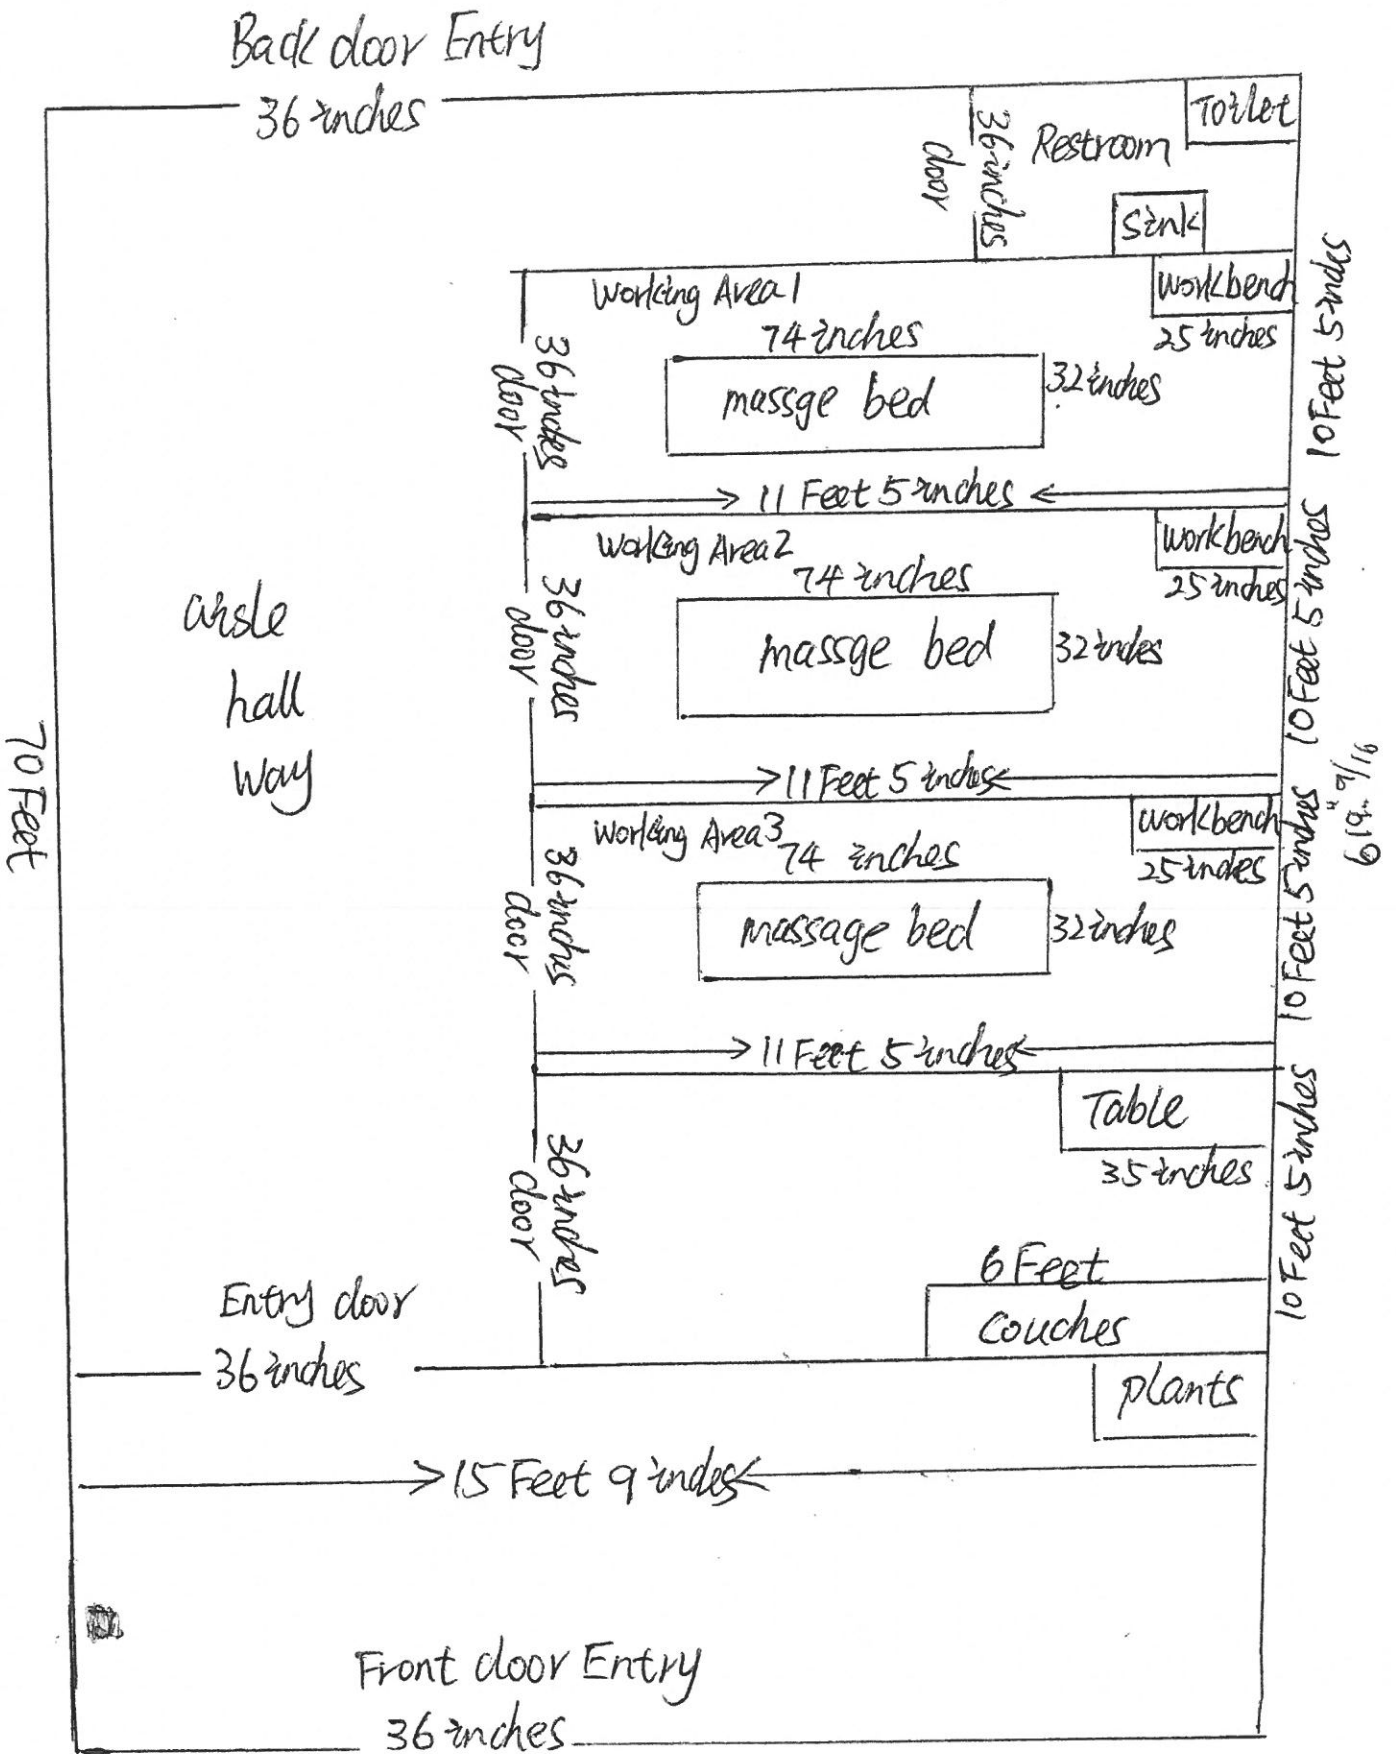 Back door Entry
36 inches
Toilet
Restroom
36 inches
door
Sink
Working Area 1
workbench
25 inches
74 inches
massge bed
32 inches
36 inches
door
10 Feet 5 indes
11 Feet 5 inches
Working Area 2
workbench
25 inches
74 inches
massge bed
32 indes
36 inches
door
10 Feet 5 inches
aisle
hall
way
70 Feet
11 Feet 5 inches
Working Area 3
workbench
25 inches
74 inches
massage bed
32 inches
36 inches
door
10 Feet 5 inches
11 Feet 5 inches
Table
35 inches
36 inches
door
10 Feet 5 inches
6 Feet
Couches
Entry door
36 inches
plants
15 Feet 9 indes
Front door Entry
36 inches